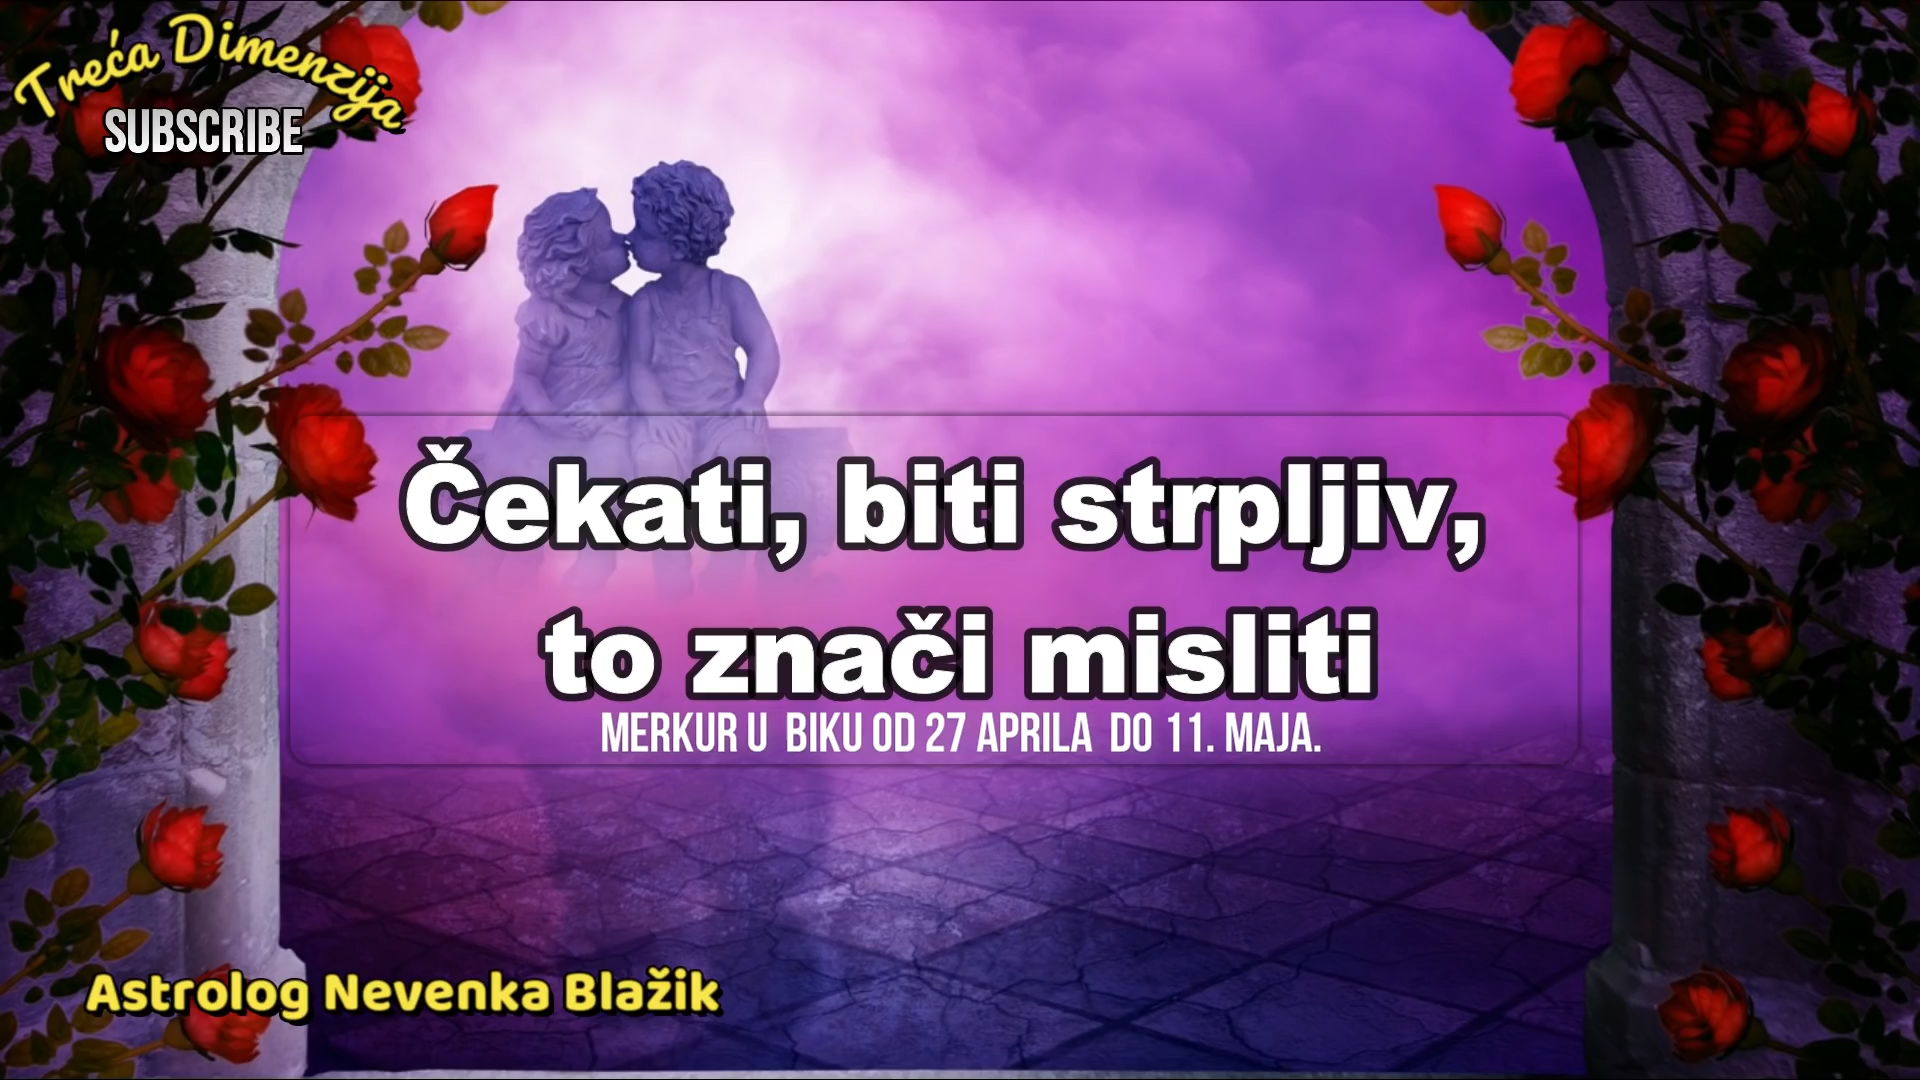 Treća Dimenzija
SUBSCRIBE
Čekati, biti strpljiv,
to znači misliti
MERKUR U BIKU OD 27 APRILA DO 11. MAJA.
Astrolog Nevenka Blažik